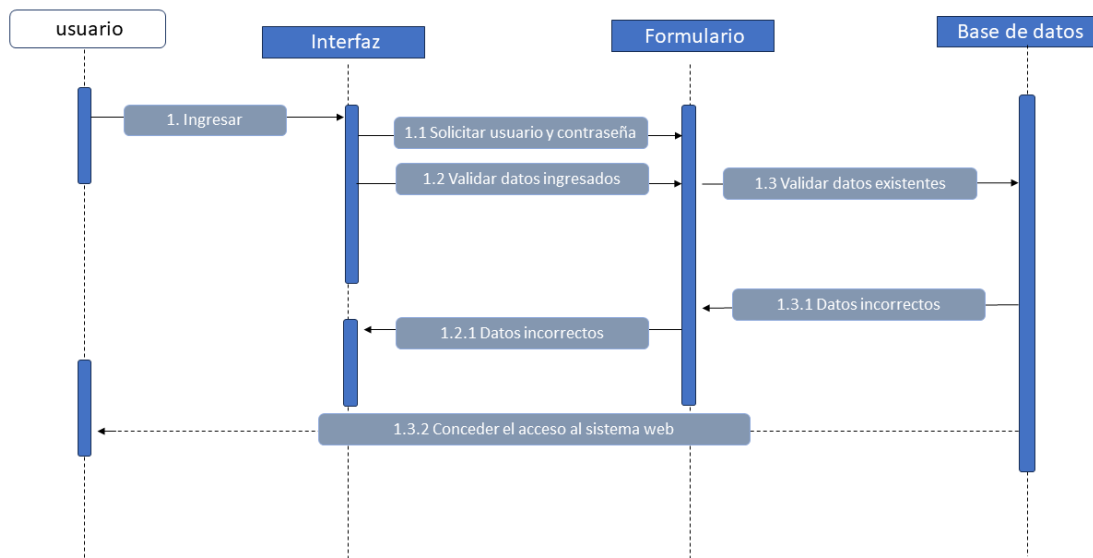 usuario
Interfaz
Formulario
Base de datos
1. Ingresar
1.1 Solicitar usuario y contraseña
1.2 Validar datos ingresados
1.3 Validar datos existentes
1.3.1 Datos incorrectos
1.2.1 Datos incorrectos
1.3.2 Conceder el acceso al sistema web